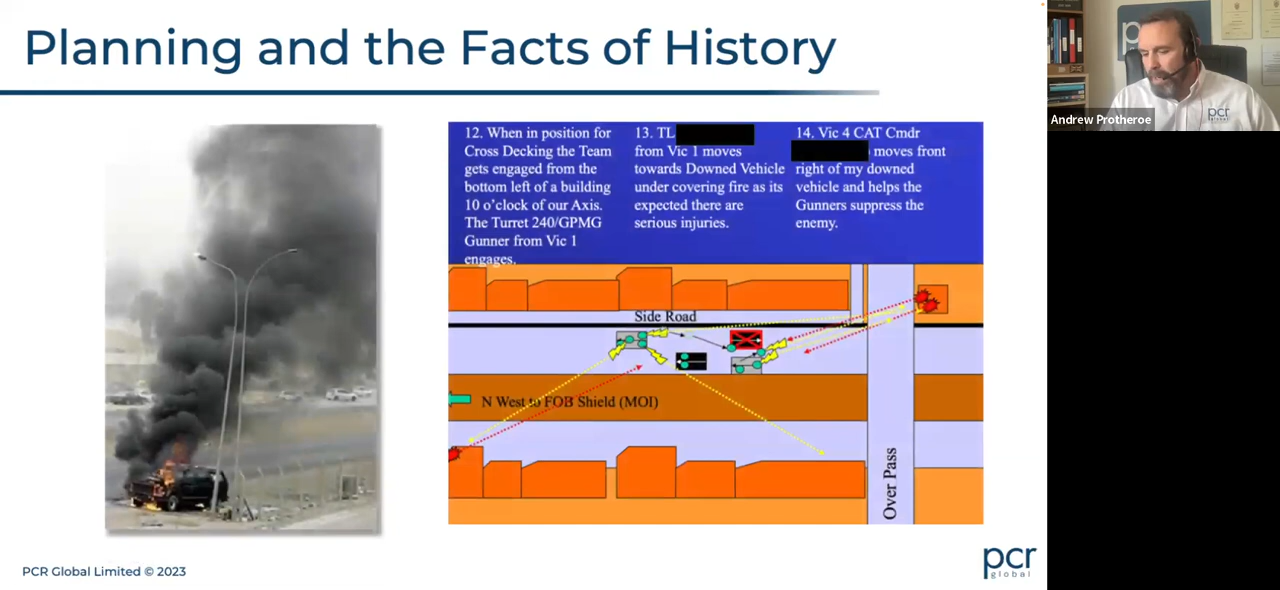 Planning and the Facts of History
12. When in position for
Cross Decking the Team
gets engaged from the
bottom left of a building
10 o'clock of our Axis.
The Turret 240/GPMG
Gunner from Vic 1
engages.
13. TL
from Vic 1 moves
towards Downed Vehicle
under covering fire as its
expected there are
serious injuries.
14. Vic 4 CAT Cmdr
moves front
right of my downed
vehicle and helps the
Gunners suppress the
enemy.
Side Road
N West to FOB Shield (MOI)
Over Pass
PCR Global Limited © 2023
pcr
global
pcr
global
Andrew Protheroe